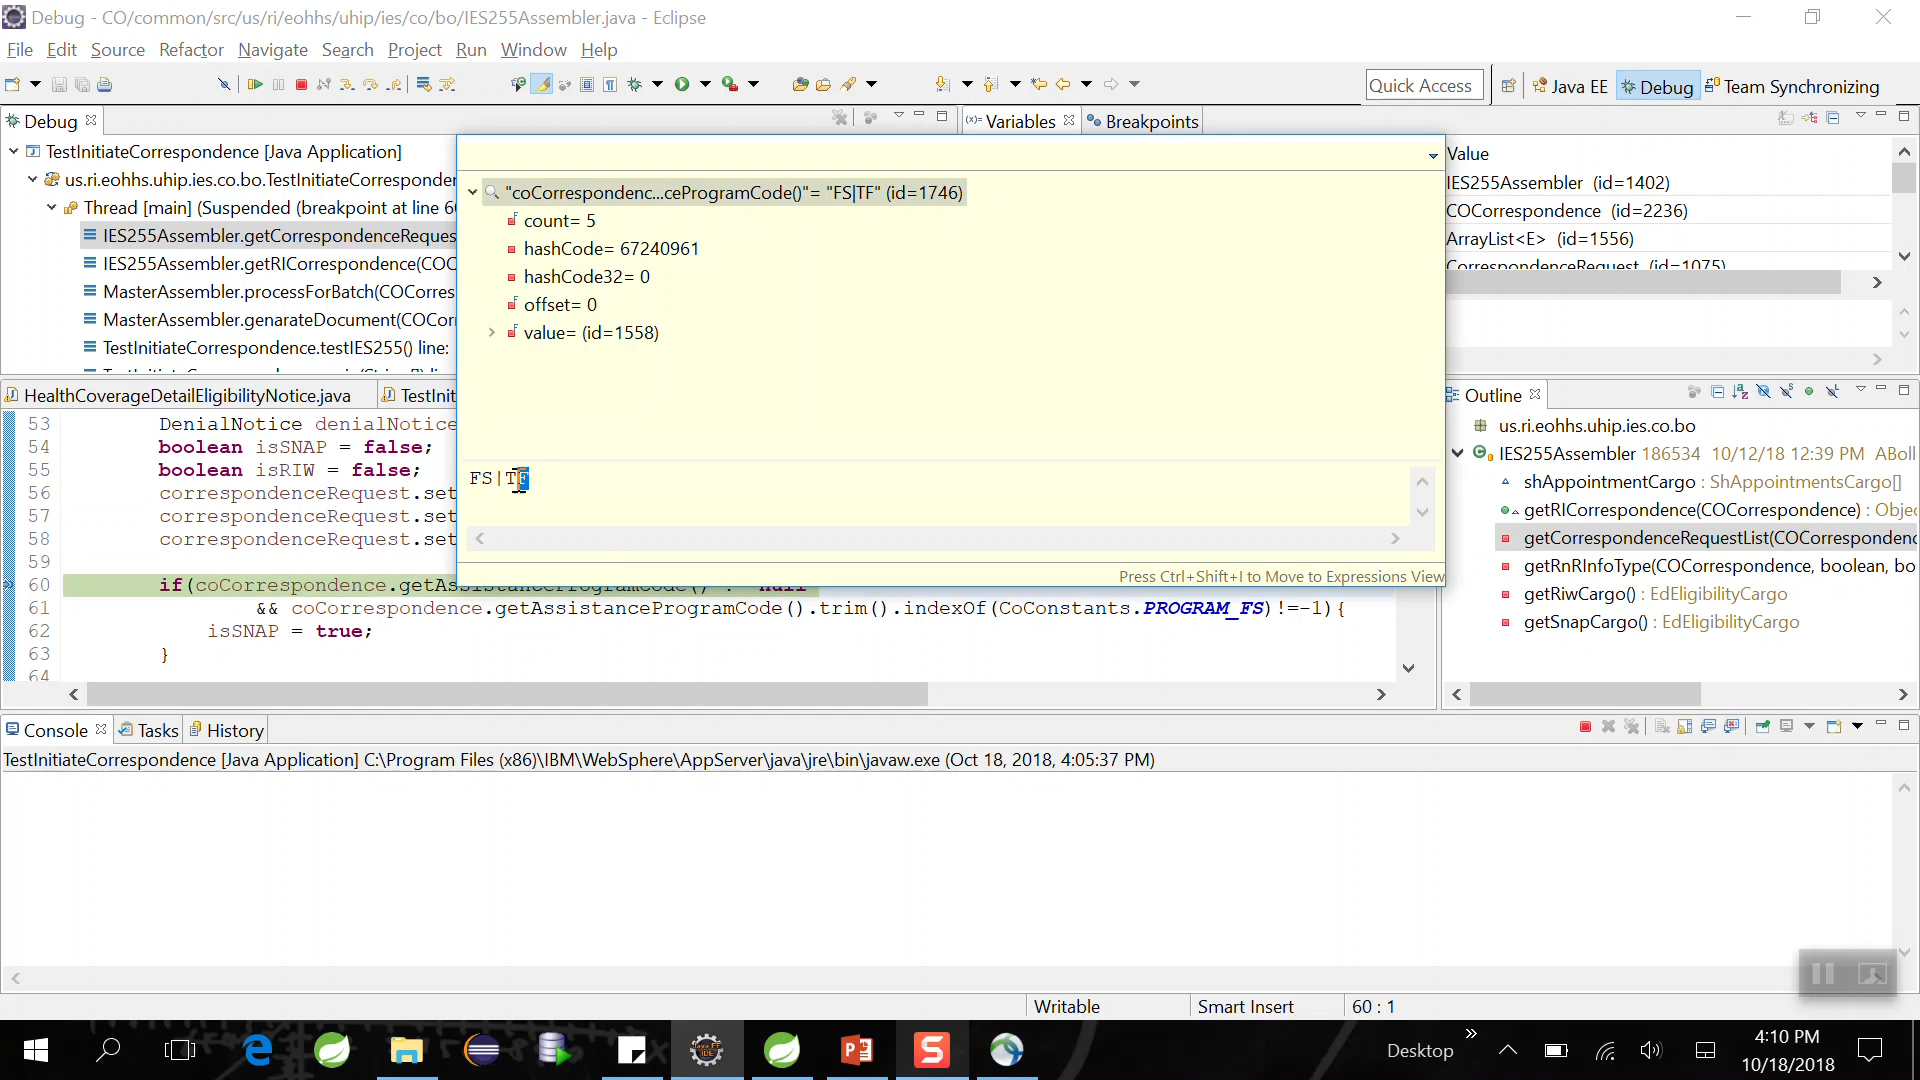 Debug - CO/common/src/us/ri/eohhs/uhip/ies/co/bo/IES255Assembler.java - Eclipse
File Edit Source Refactor Navigate Search Project Run Window Help
Quick Access Java EE Debug Team Synchronizing
Debug
Variables Breakpoints
TestInitiateCorrespondence [Java Application]
us.ri.eohhs.uhip.ies.co.bo.TestInitiateCorresponden
Thread [main] (Suspended (breakpoint at line 6
IES255Assembler.getCorrespondenceReques
IES255Assembler.getRICorrespondence(COC
MasterAssembler.processForBatch(COCorres
MasterAssembler.genarateDocument(COCor
TestInitiateCorrespondence.testIES255() line:
"coCorrespondenc...ceProgramCode()"= "FS|TF" (id=1746)
count= 5
hashCode= 67240961
hashCode32= 0
offset= 0
value= (id=1558)
FS|TF
Press Ctrl+Shift+I to Move to Expressions View
Value
IES255Assembler (id=1402)
COCorrespondence (id=2236)
ArrayList<E> (id=1556)
CorrespondenceRequest (id=1075)
HealthCoverageDetailEligibilityNotice.java
TestInit
53 DenialNotice denialNotice
54 boolean isSNAP = false;
55 boolean isRIW = false;
56 correspondenceRequest.set
57 correspondenceRequest.set
58 correspondenceRequest.set
59
60 if(coCorrespondence.getAssistanceProgramCode() != null
61 && coCorrespondence.getAssistanceProgramCode().trim().indexOf(CoConstants.PROGRAM_FS)!=-1){
62 isSNAP = true;
63 }
64
Outline
us.ri.eohhs.uhip.ies.co.bo
IES255Assembler 186534 10/12/18 12:39 PM ABoll
shAppointmentCargo : ShAppointmentsCargo[]
getRICorrespondence(COCorrespondence) : Objec
getCorrespondenceRequestList(COCorrespondenc
getRnRInfoType(COCorrespondence, boolean, bo
getRiwCargo() : EdEligibilityCargo
getSnapCargo() : EdEligibilityCargo
Console Tasks History
TestInitiateCorrespondence [Java Application] C:\Program Files (x86)\IBM\WebSphere\AppServer\java\jre\bin\javaw.exe (Oct 18, 2018, 4:05:37 PM)
Writable Smart Insert 60 : 1
Desktop
4:10 PM
10/18/2018